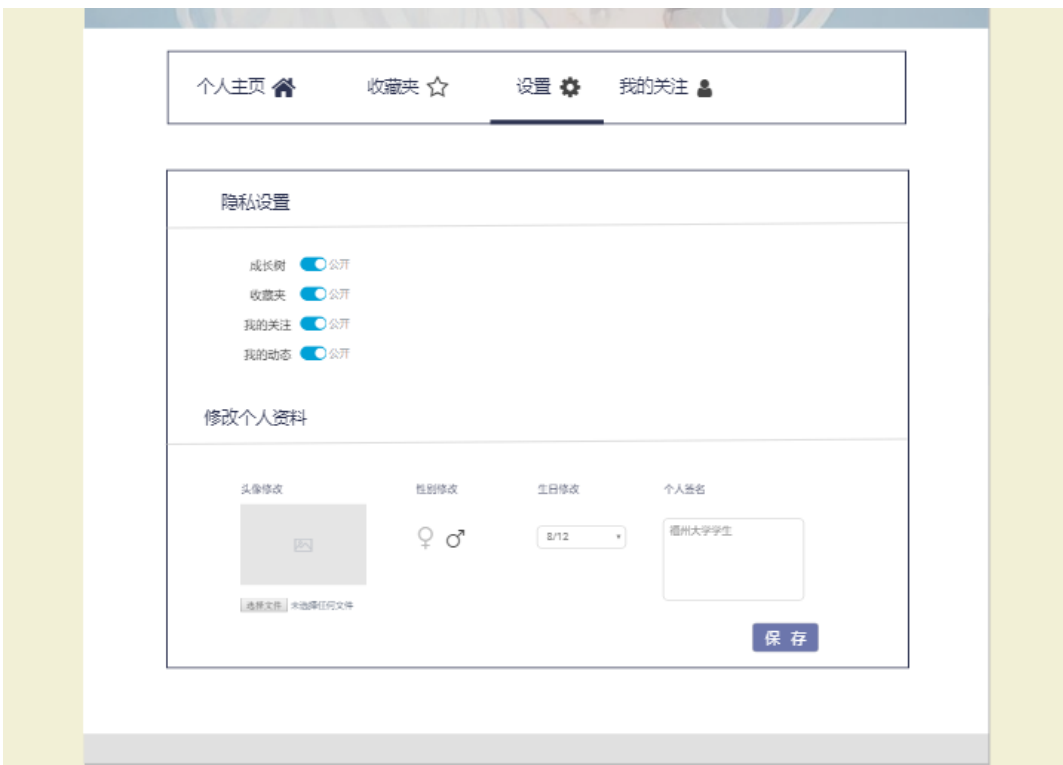 个人主页 收藏夹 设置 我的关注
隐私设置
成长树 公开
收藏夹 公开
我的关注 公开
我的动态 公开
修改个人资料
头像修改 性别修改 生日修改 个人签名
8/12 福州大学学生
选择文件 未选择任何文件
保 存